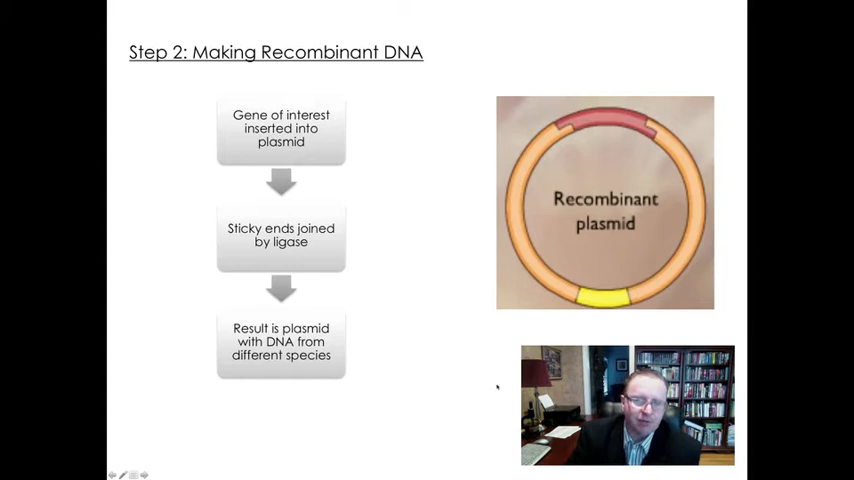 Step 2: Making Recombinant DNA
Gene of interest
inserted into
plasmid
Sticky ends joined
by ligase
Result is plasmid
with DNA from
different species
Recombinant
plasmid